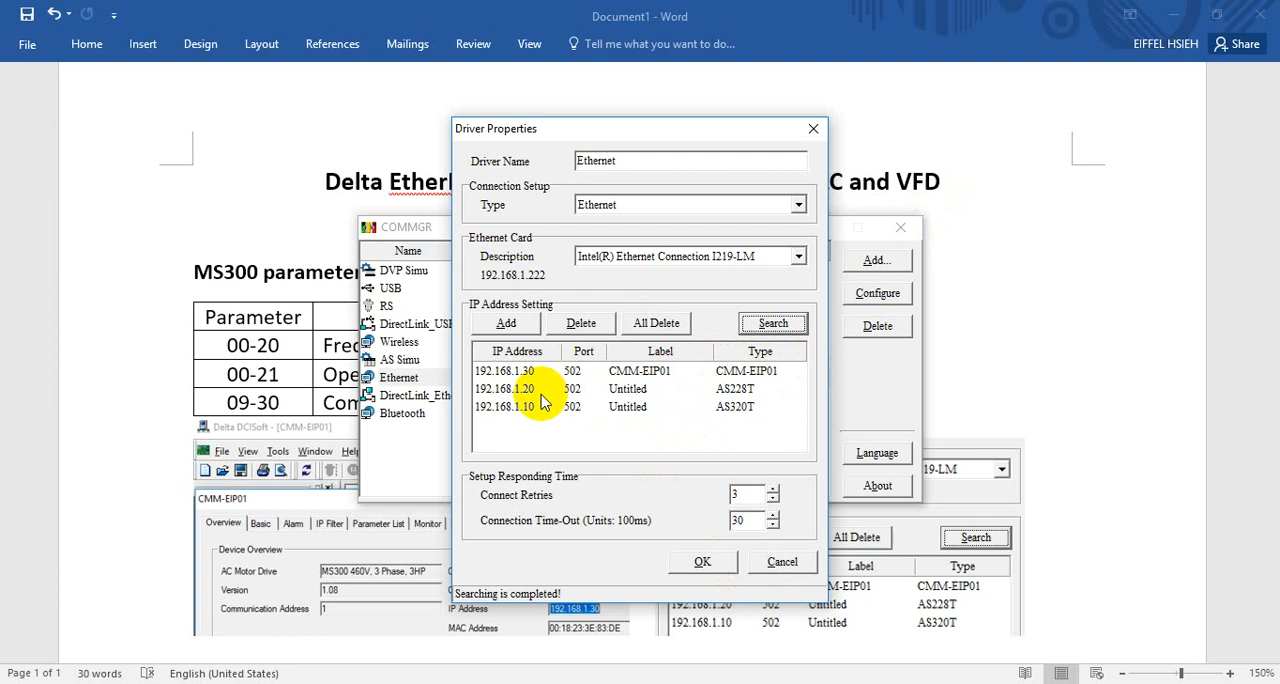 Document1 - Word
File Home Insert Design Layout References Mailings Review View Tell me what you want to do... EIFFEL HSIEH Share
Delta Ether
C and VFD
MS300 parameter
Parameter
00-20 Freq
00-21 Ope
09-30 Com
COMMGR
Name
DVP Simu
USB
RS
DirectLink_USB
Wireless
AS Simu
Ethernet
DirectLink_Ethe
Bluetooth
Add...
Configure
Delete
Language
About
Driver Properties
Driver Name Ethernet
Connection Setup
Type Ethernet
Ethernet Card
Description Intel(R) Ethernet Connection I219-LM
192.168.1.222
IP Address Setting
Add Delete All Delete Search
IP Address Port Label Type
192.168.1.30 502 CMM-EIP01 CMM-EIP01
192.168.1.20 502 Untitled AS228T
192.168.1.10 502 Untitled AS320T
Setup Responding Time
Connect Retries 3
Connection Time-Out (Units: 100ms) 30
OK Cancel
Searching is completed!
Delta DCISoft - [CMM-EIP01]
File View Tools Window Help
CMM-EIP01
Overview Basic Alarm IP Filter Parameter List Monitor
Device Overview
AC Motor Drive MS300 460V, 3 Phase, 3HP
Version 1.08
Communication Address 1
IP Address 192.168.1.30
MAC Address 00:18:23:3E:83:DE
19-LM
All Delete Search
Label Type
-EIP01 CMM-EIP01
192.168.1.20 502 Untitled AS228T
192.168.1.10 502 Untitled AS320T
Page 1 of 1 30 words English (United States) 150%